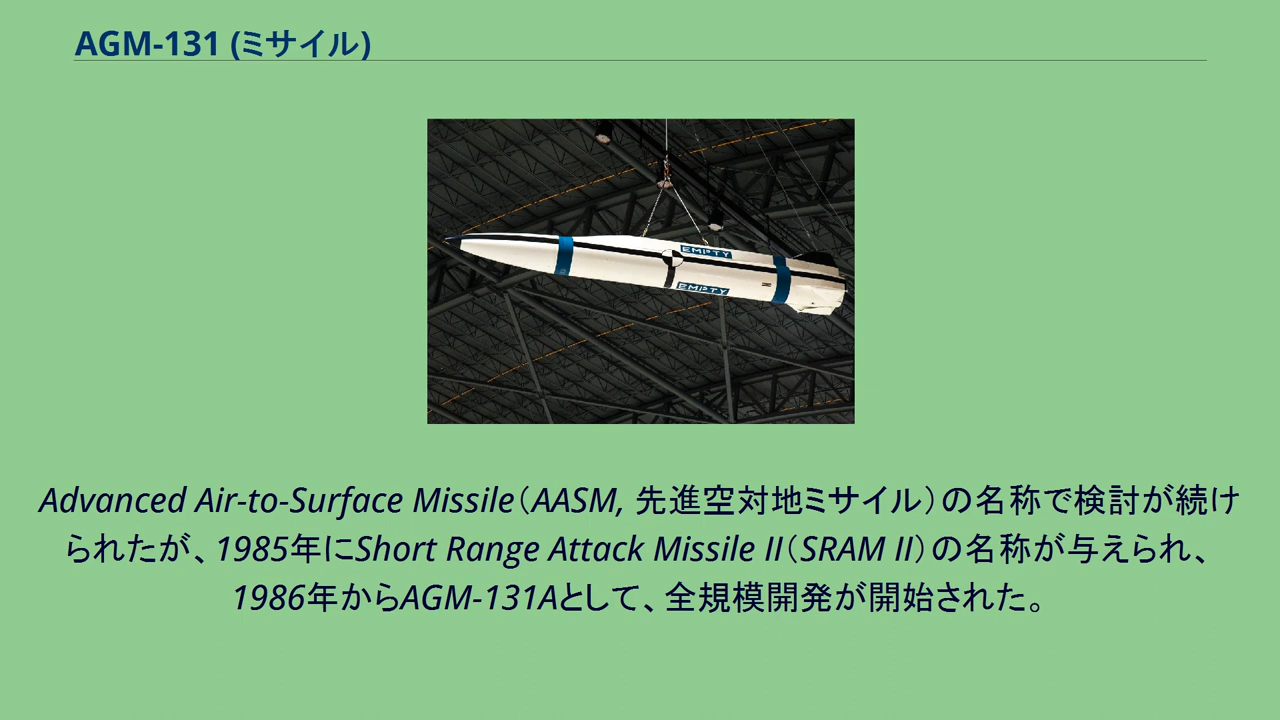 AGM-131 (ミサイル)
EMPTY
EMPTY
Advanced Air-to-Surface Missile（AASM, 先進空対地ミサイル）の名称で検討が続け
られたが、1985年にShort Range Attack Missile II（SRAM II）の名称が与えられ、
1986年からAGM-131Aとして、全規模開発が開始された。